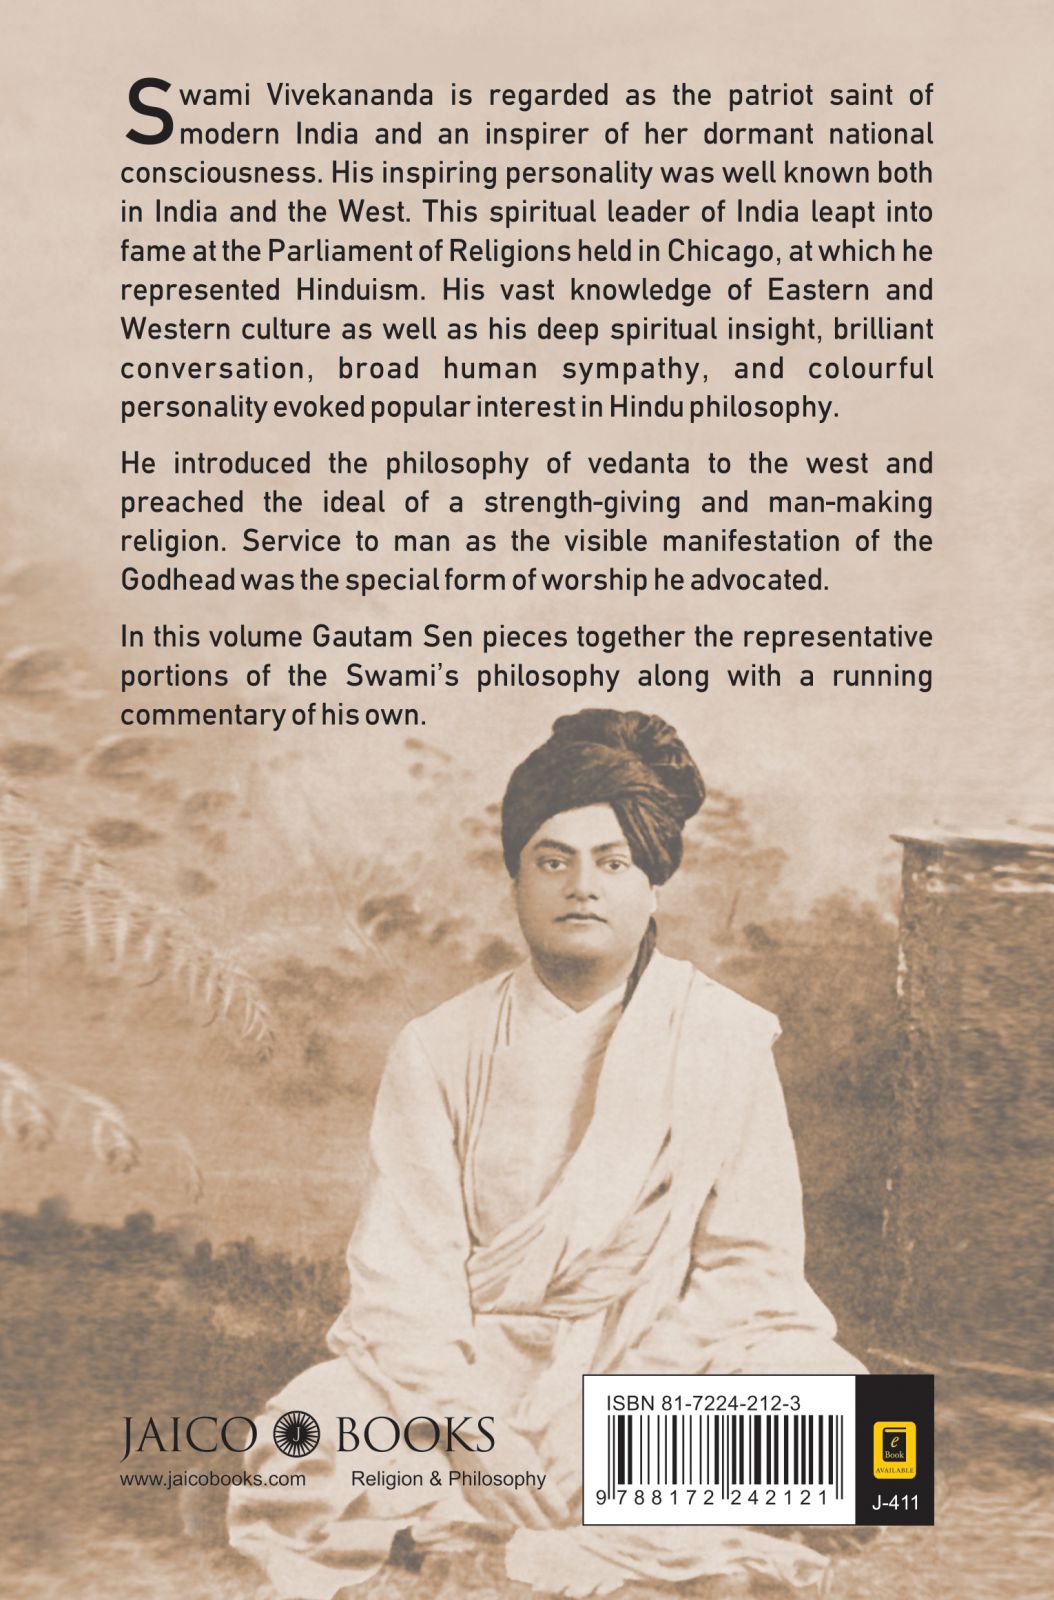 Swami Vivekananda is regarded as the patriot saint of
modern India and an inspirer of her dormant national
consciousness. His inspiring personality was well known both
in India and the West. This spiritual leader of India leapt into
fame at the Parliament of Religions held in Chicago, at which he
represented Hinduism. His vast knowledge of Eastern and
Western culture as well as his deep spiritual insight, brilliant
conversation, broad human sympathy, and colourful
personality evoked popular interest in Hindu philosophy.
He introduced the philosophy of vedanta to the west and
preached the ideal of a strength-giving and man-making
religion. Service to man as the visible manifestation of the
Godhead was the special form of worship he advocated.
In this volume Gautam Sen pieces together the representative
portions of the Swami’s philosophy along with a running
commentary of his own.
JAICO J BOOKS
www.jaicobooks.com Religion & Philosophy
ISBN 81-7224-212-3
9 788172 242121
e
Book
AVAILABLE
J-411